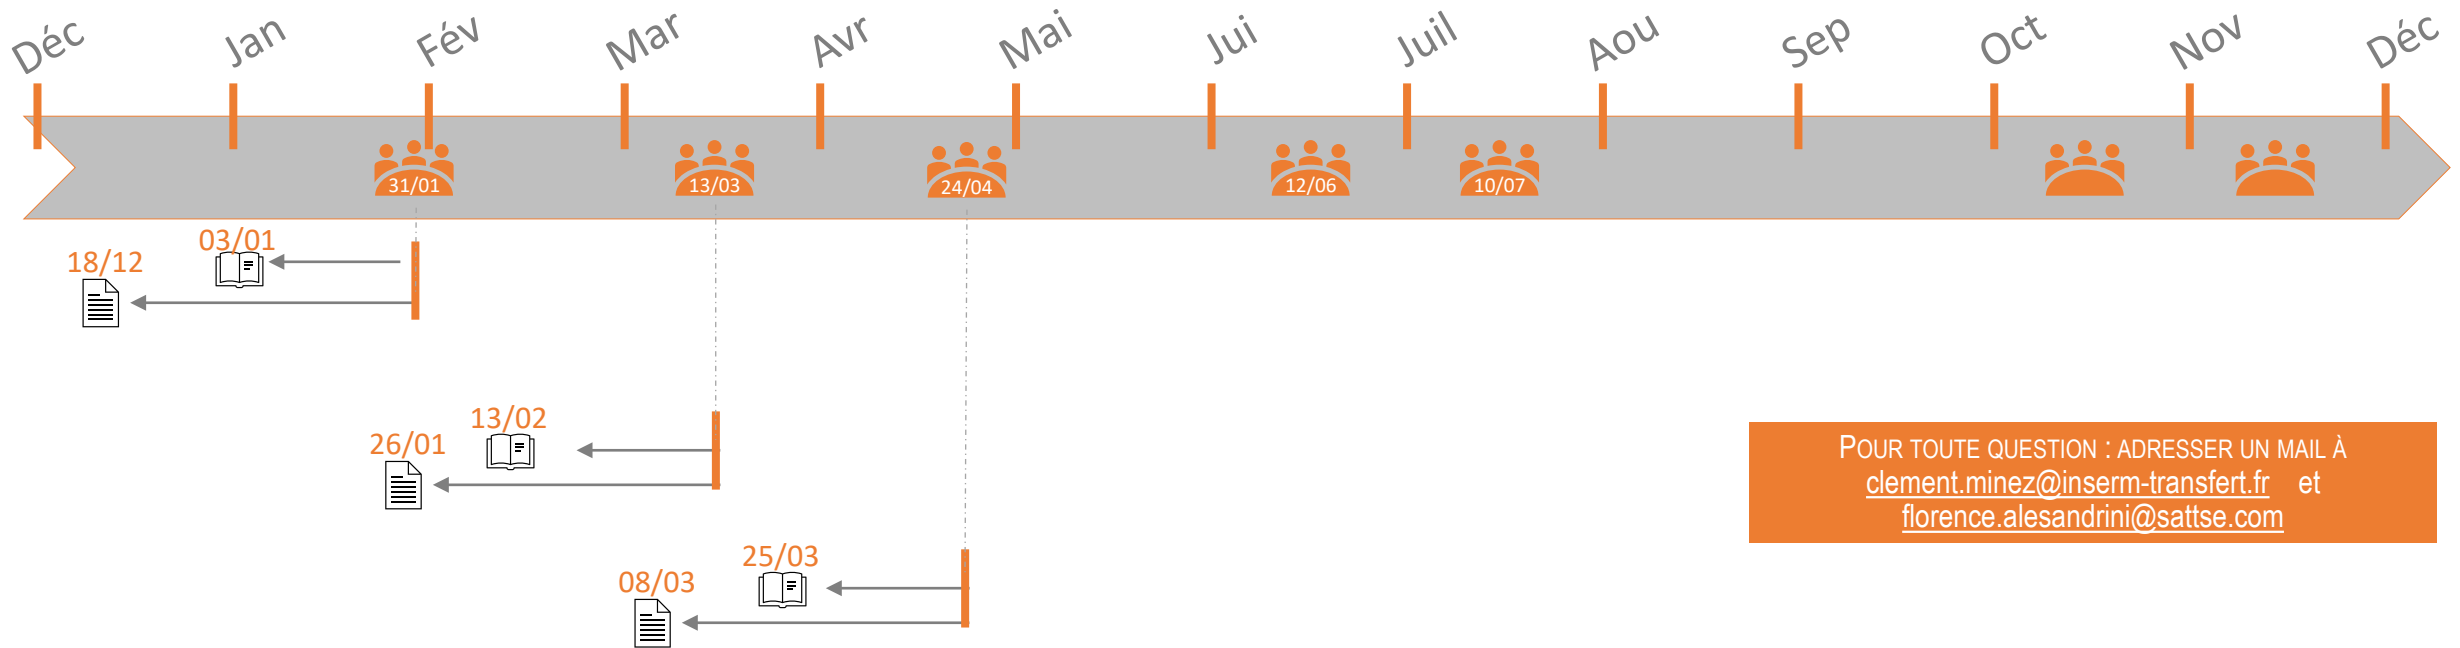 Déc Jan Fév Mar Avr Mai Jui Juil Aou Sep Oct Nov Déc
31/01 13/03 24/04 12/06 10/07
03/01
18/12
13/02
26/01
25/03
08/03
POUR TOUTE QUESTION : ADRESSER UN MAIL À
clement.minez@inserm-transfert.fr et
florence.alesandrini@sattse.com